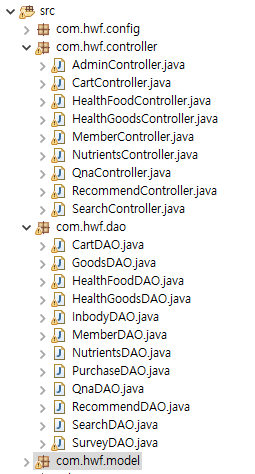 src
com.hwf.config
com.hwf.controller
AdminController.java
CartController.java
HealthFoodController.java
HealthGoodsController.java
MemberController.java
NutrientsController.java
QnaController.java
RecommendController.java
SearchController.java
com.hwf.dao
CartDAO.java
GoodsDAO.java
HealthFoodDAO.java
HealthGoodsDAO.java
InbodyDAO.java
MemberDAO.java
NutrientsDAO.java
PurchaseDAO.java
QnaDAO.java
RecommendDAO.java
SearchDAO.java
SurveyDAO.java
com.hwf.model